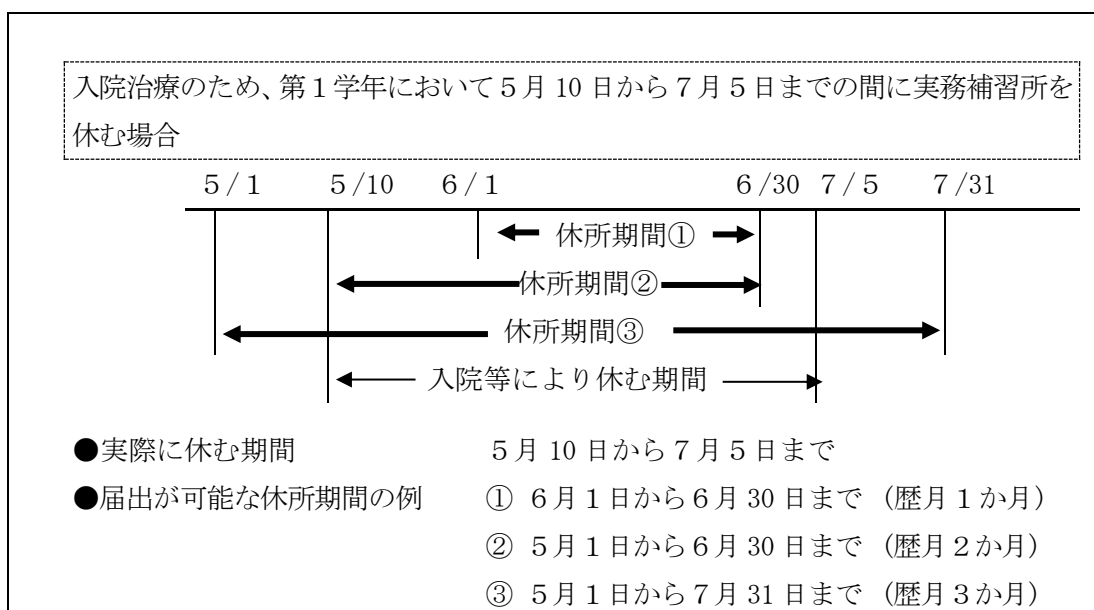 入院治療のため、第１学年において５月 10 日から７月５日までの間に実務補習所を
休む場合
５/１ ５/10 ６/１ ６/30 ７/５ ７/31
休所期間①
休所期間②
休所期間③
入院等により休む期間
●実際に休む期間 ５月 10 日から７月５日まで
●届出が可能な休所期間の例 ① ６月１日から６月 30 日まで （歴月１か月）
② ５月１日から６月 30 日まで （歴月２か月）
③ ５月１日から７月 31 日まで （歴月３か月）